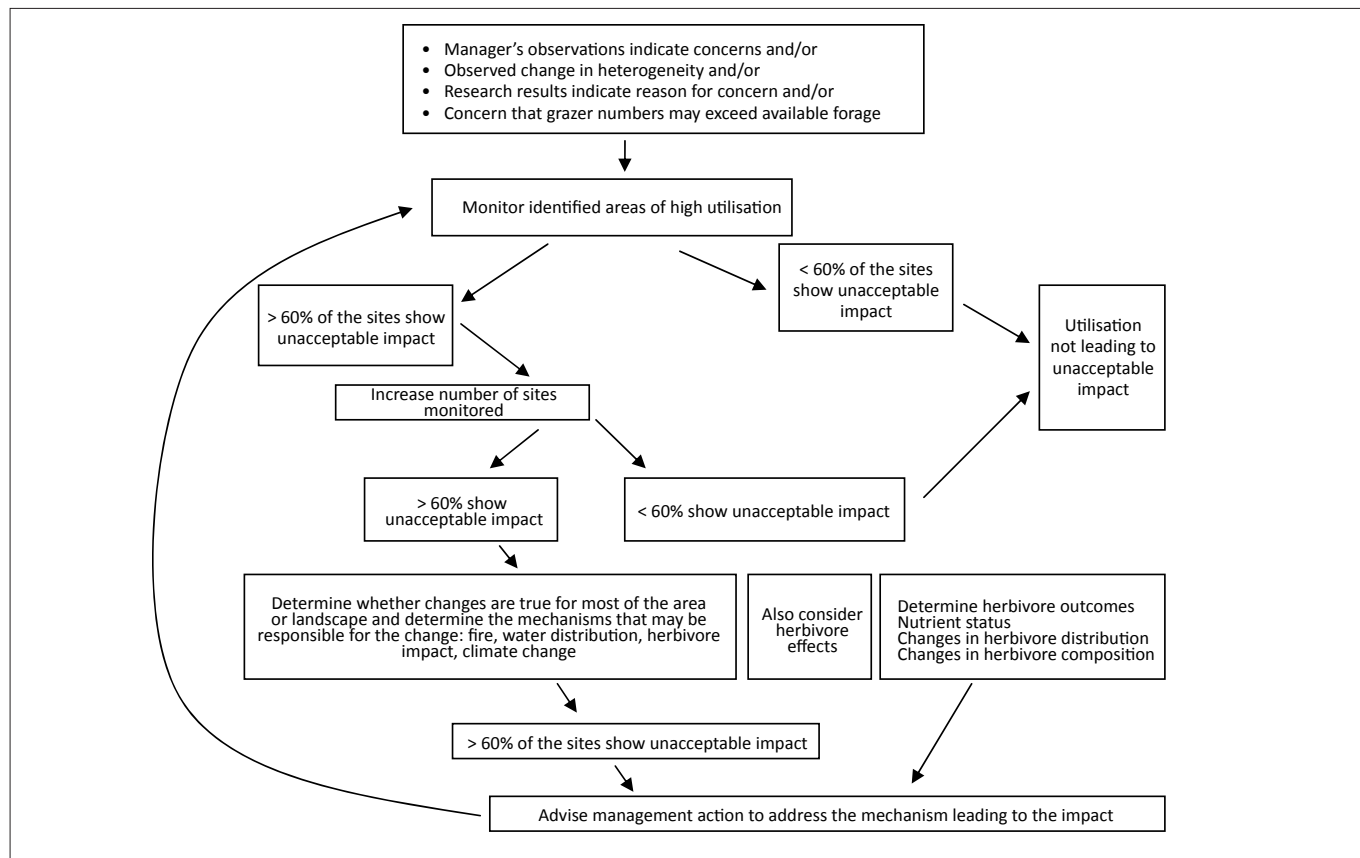 • Manager's observations indicate concerns and/or
• Observed change in heterogeneity and/or
• Research results indicate reason for concern and/or
• Concern that grazer numbers may exceed available forage
Monitor identified areas of high utilisation
> 60% of the sites show
unacceptable impact
< 60% of the sites
show unacceptable
impact
Utilisation
not leading to
unacceptable
impact
Increase number of sites
monitored
> 60% show
unacceptable impact
< 60% show unacceptable impact
Determine whether changes are true for most of the area
or landscape and determine the mechanisms that may be
responsible for the change: fire, water distribution, herbivore
impact, climate change
Also consider
herbivore
effects
Determine herbivore outcomes
Nutrient status
Changes in herbivore distribution
Changes in herbivore composition
> 60% of the sites show unacceptable impact
Advise management action to address the mechanism leading to the impact